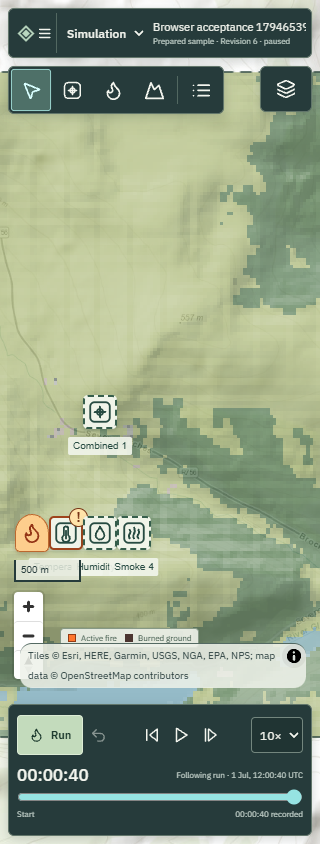 Simulation
Browser acceptance 17946539
Prepared sample · Revision 6 · paused
557 m
Combined 1
!
Smoke 4
500 m
+
−
Active fire
Burned ground
Tiles © Esri, HERE, Garmin, USGS, NGA, EPA, NPS; map
data © OpenStreetMap contributors
Run
10×
00:00:40
Following run · 1 Jul, 12:00:40 UTC
Start
00:00:40 recorded